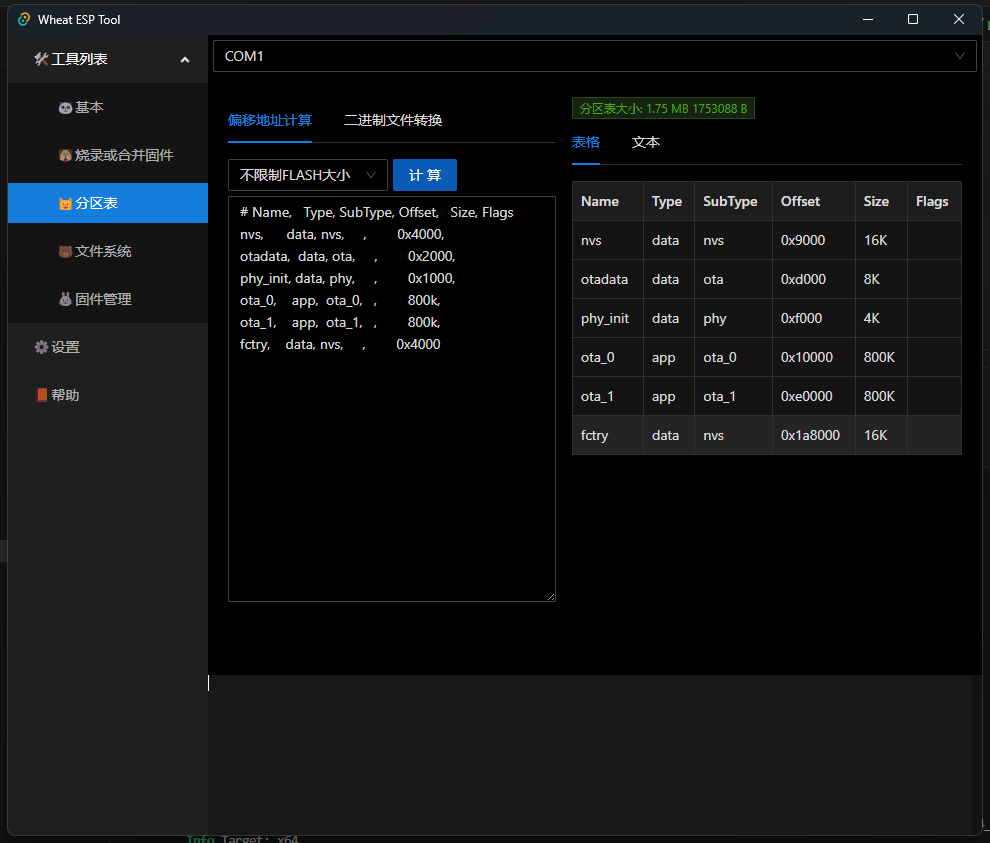 Wheat ESP Tool
工具列表
基本
烧录或合并固件
分区表
文件系统
固件管理
设置
帮助
COM1
偏移地址计算 二进制文件转换
不限制FLASH大小 计 算
# Name, Type, SubType, Offset, Size, Flags
nvs, data, nvs, , 0x4000,
otadata, data, ota, , 0x2000,
phy_init, data, phy, , 0x1000,
ota_0, app, ota_0, , 800k,
ota_1, app, ota_1, , 800k,
fctry, data, nvs, , 0x4000
分区表大小: 1.75 MB 1753088 B
表格 文本
Name Type SubType Offset Size Flags
nvs data nvs 0x9000 16K
otadata data ota 0xd000 8K
phy_init data phy 0xf000 4K
ota_0 app ota_0 0x10000 800K
ota_1 app ota_1 0xe0000 800K
fctry data nvs 0x1a8000 16K
Info Target: x64